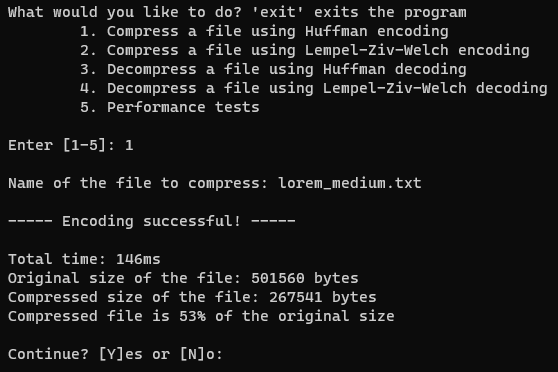 What would you like to do? 'exit' exits the program
1. Compress a file using Huffman encoding
2. Compress a file using Lempel-Ziv-Welch encoding
3. Decompress a file using Huffman decoding
4. Decompress a file using Lempel-Ziv-Welch decoding
5. Performance tests
Enter [1-5]: 1
Name of the file to compress: lorem_medium.txt
----- Encoding successful! -----
Total time: 146ms
Original size of the file: 501560 bytes
Compressed size of the file: 267541 bytes
Compressed file is 53% of the original size
Continue? [Y]es or [N]o: